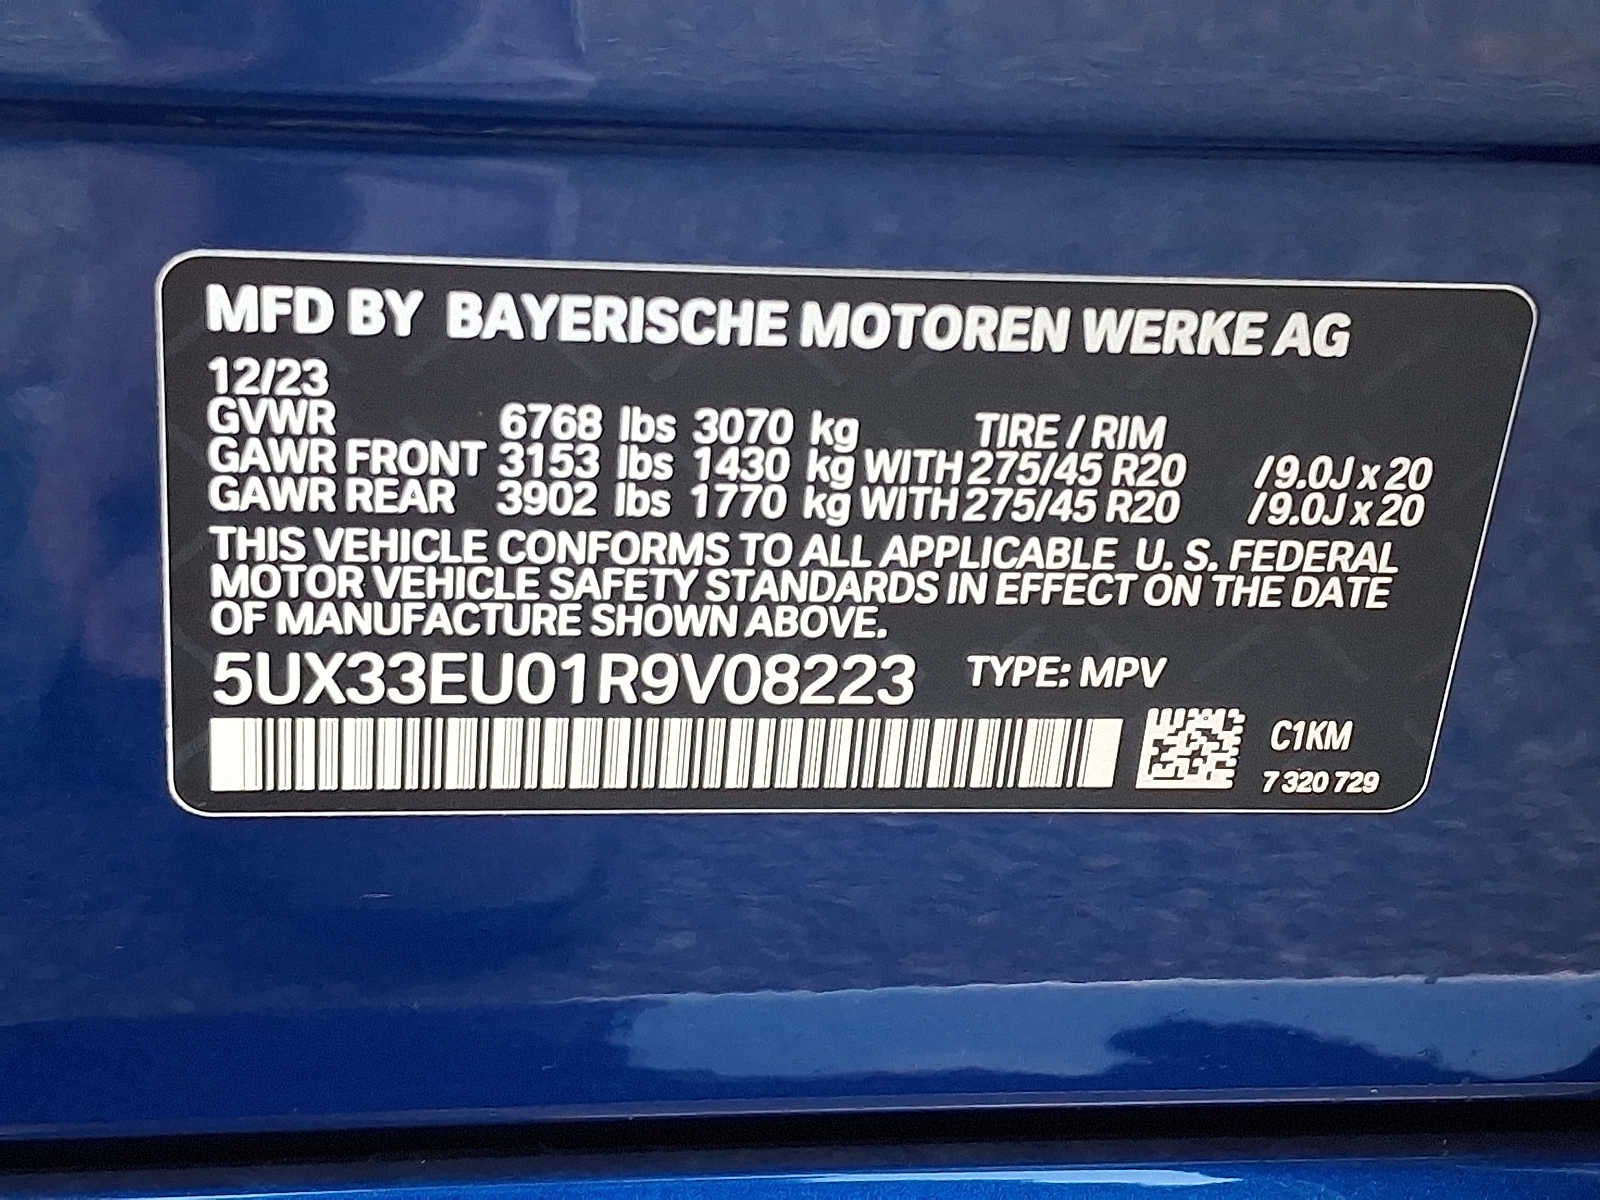 MFD BY BAYERISCHE MOTOREN WERKE AG
12/23
GVWR 6768 lbs 3070 kg TIRE / RIM
GAWR FRONT 3153 lbs 1430 kg WITH 275/45 R20 /9.0J x 20
GAWR REAR 3902 lbs 1770 kg WITH 275/45 R20 /9.0J x 20
THIS VEHICLE CONFORMS TO ALL APPLICABLE U. S. FEDERAL
MOTOR VEHICLE SAFETY STANDARDS IN EFFECT ON THE DATE
OF MANUFACTURE SHOWN ABOVE.
5UX33EU01R9V08223 TYPE: MPV
C1KM
7 320 729